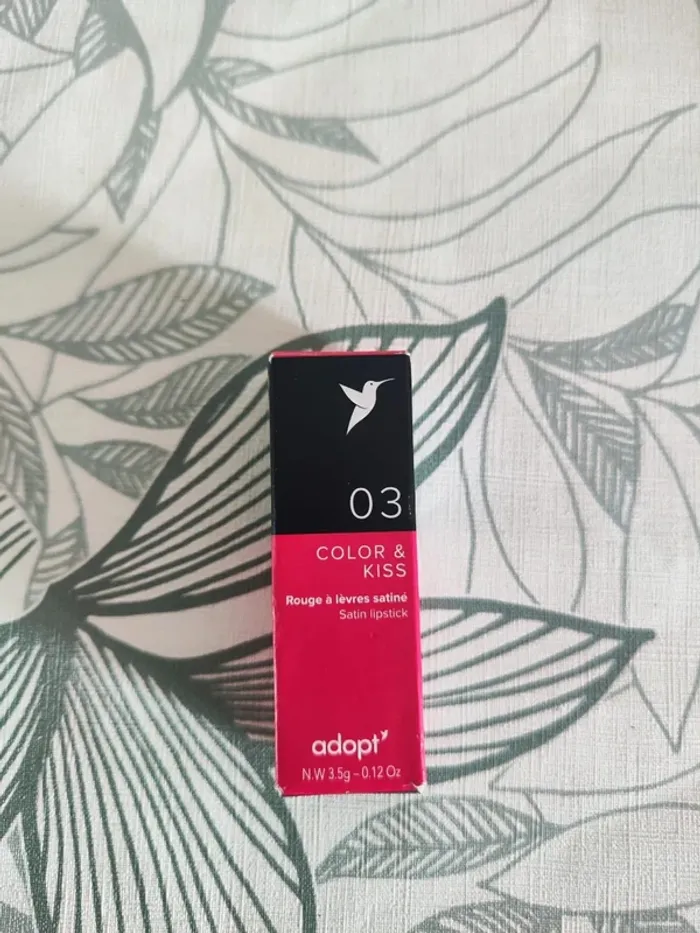 03
COLOR &
KISS
Rouge à lèvres satiné
Satin lipstick
adopt'
N.W 3.5g – 0.12 Oz